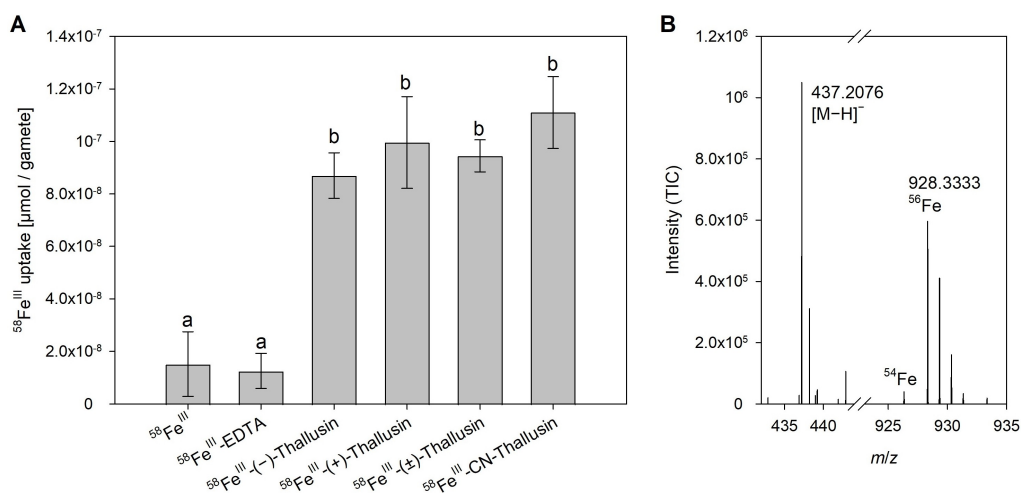 A
1.4x10⁻⁷
1.2x10⁻⁷
10⁻⁷
8.0x10⁻⁸
6.0x10⁻⁸
4.0x10⁻⁸
2.0x10⁻⁸
0
⁵⁸Feᴵᴵᴵ uptake [µmol / gamete]
a
a
b
b
b
b
⁵⁸Feᴵᴵᴵ
⁵⁸Feᴵᴵᴵ-EDTA
⁵⁸Feᴵᴵᴵ-(−)-Thallusin
⁵⁸Feᴵᴵᴵ-(+)-Thallusin
⁵⁸Feᴵᴵᴵ-(±)-Thallusin
⁵⁸Feᴵᴵᴵ-CN-Thallusin
B
1.2x10⁶
10⁶
8.0x10⁵
6.0x10⁵
4.0x10⁵
2.0x10⁵
0
Intensity (TIC)
437.2076
[M−H]⁻
928.3333
⁵⁶Fe
⁵⁴Fe
435 440 925 930 935
m/z